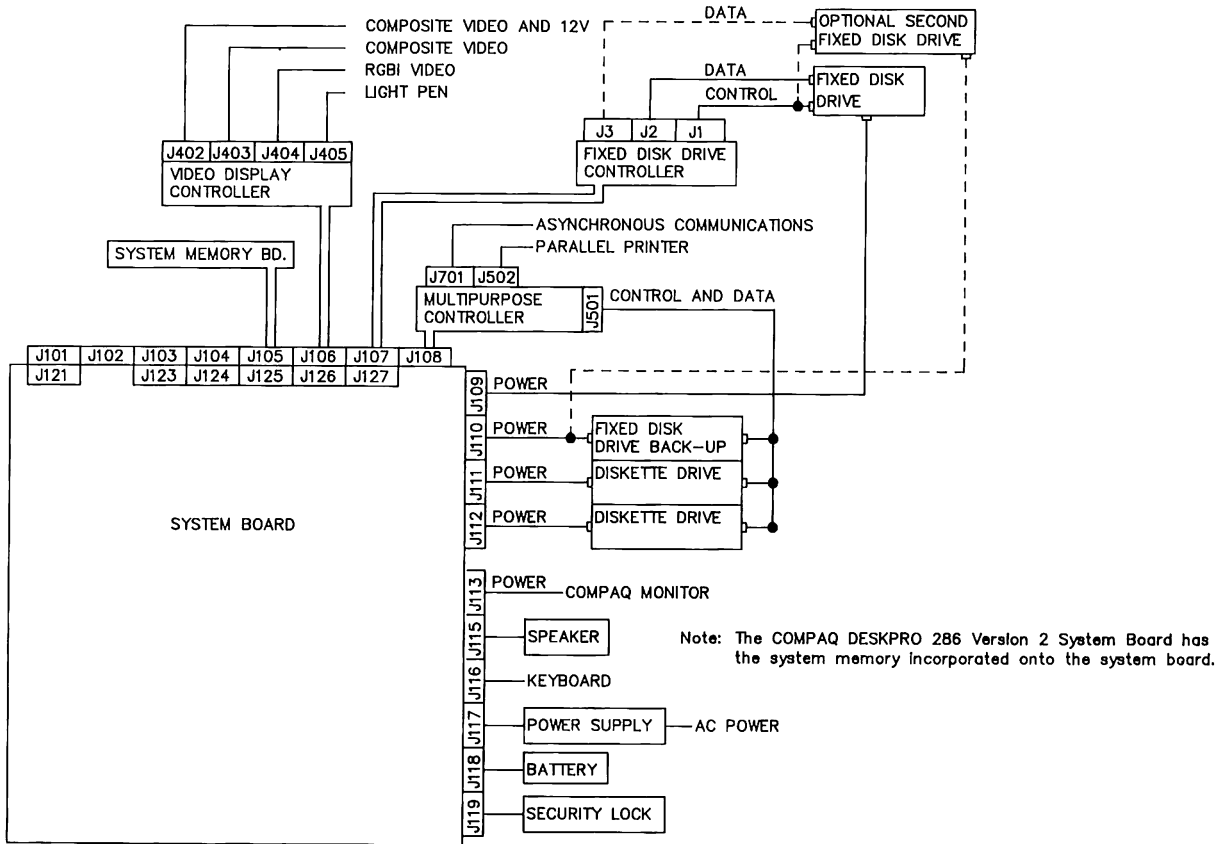 COMPOSITE VIDEO AND 12V
COMPOSITE VIDEO
RGBI VIDEO
LIGHT PEN
DATA
OPTIONAL SECOND
FIXED DISK DRIVE
DATA
CONTROL
FIXED DISK
DRIVE
J402 J403 J404 J405
VIDEO DISPLAY
CONTROLLER
J3 J2 J1
FIXED DISK DRIVE
CONTROLLER
SYSTEM MEMORY BD.
ASYNCHRONOUS COMMUNICATIONS
PARALLEL PRINTER
J701 J502
MULTIPURPOSE
CONTROLLER
J501
CONTROL AND DATA
J101 J102 J103 J104 J105 J106 J107 J108
J121 J123 J124 J125 J126 J127
SYSTEM BOARD
J109
POWER
J110
POWER
FIXED DISK
DRIVE BACK-UP
J111
POWER
DISKETTE DRIVE
J112
POWER
DISKETTE DRIVE
J113
POWER
COMPAQ MONITOR
J115
SPEAKER
J116
KEYBOARD
J117
POWER SUPPLY
AC POWER
J118
BATTERY
J119
SECURITY LOCK
Note: The COMPAQ DESKPRO 286 Version 2 System Board has
the system memory incorporated onto the system board.